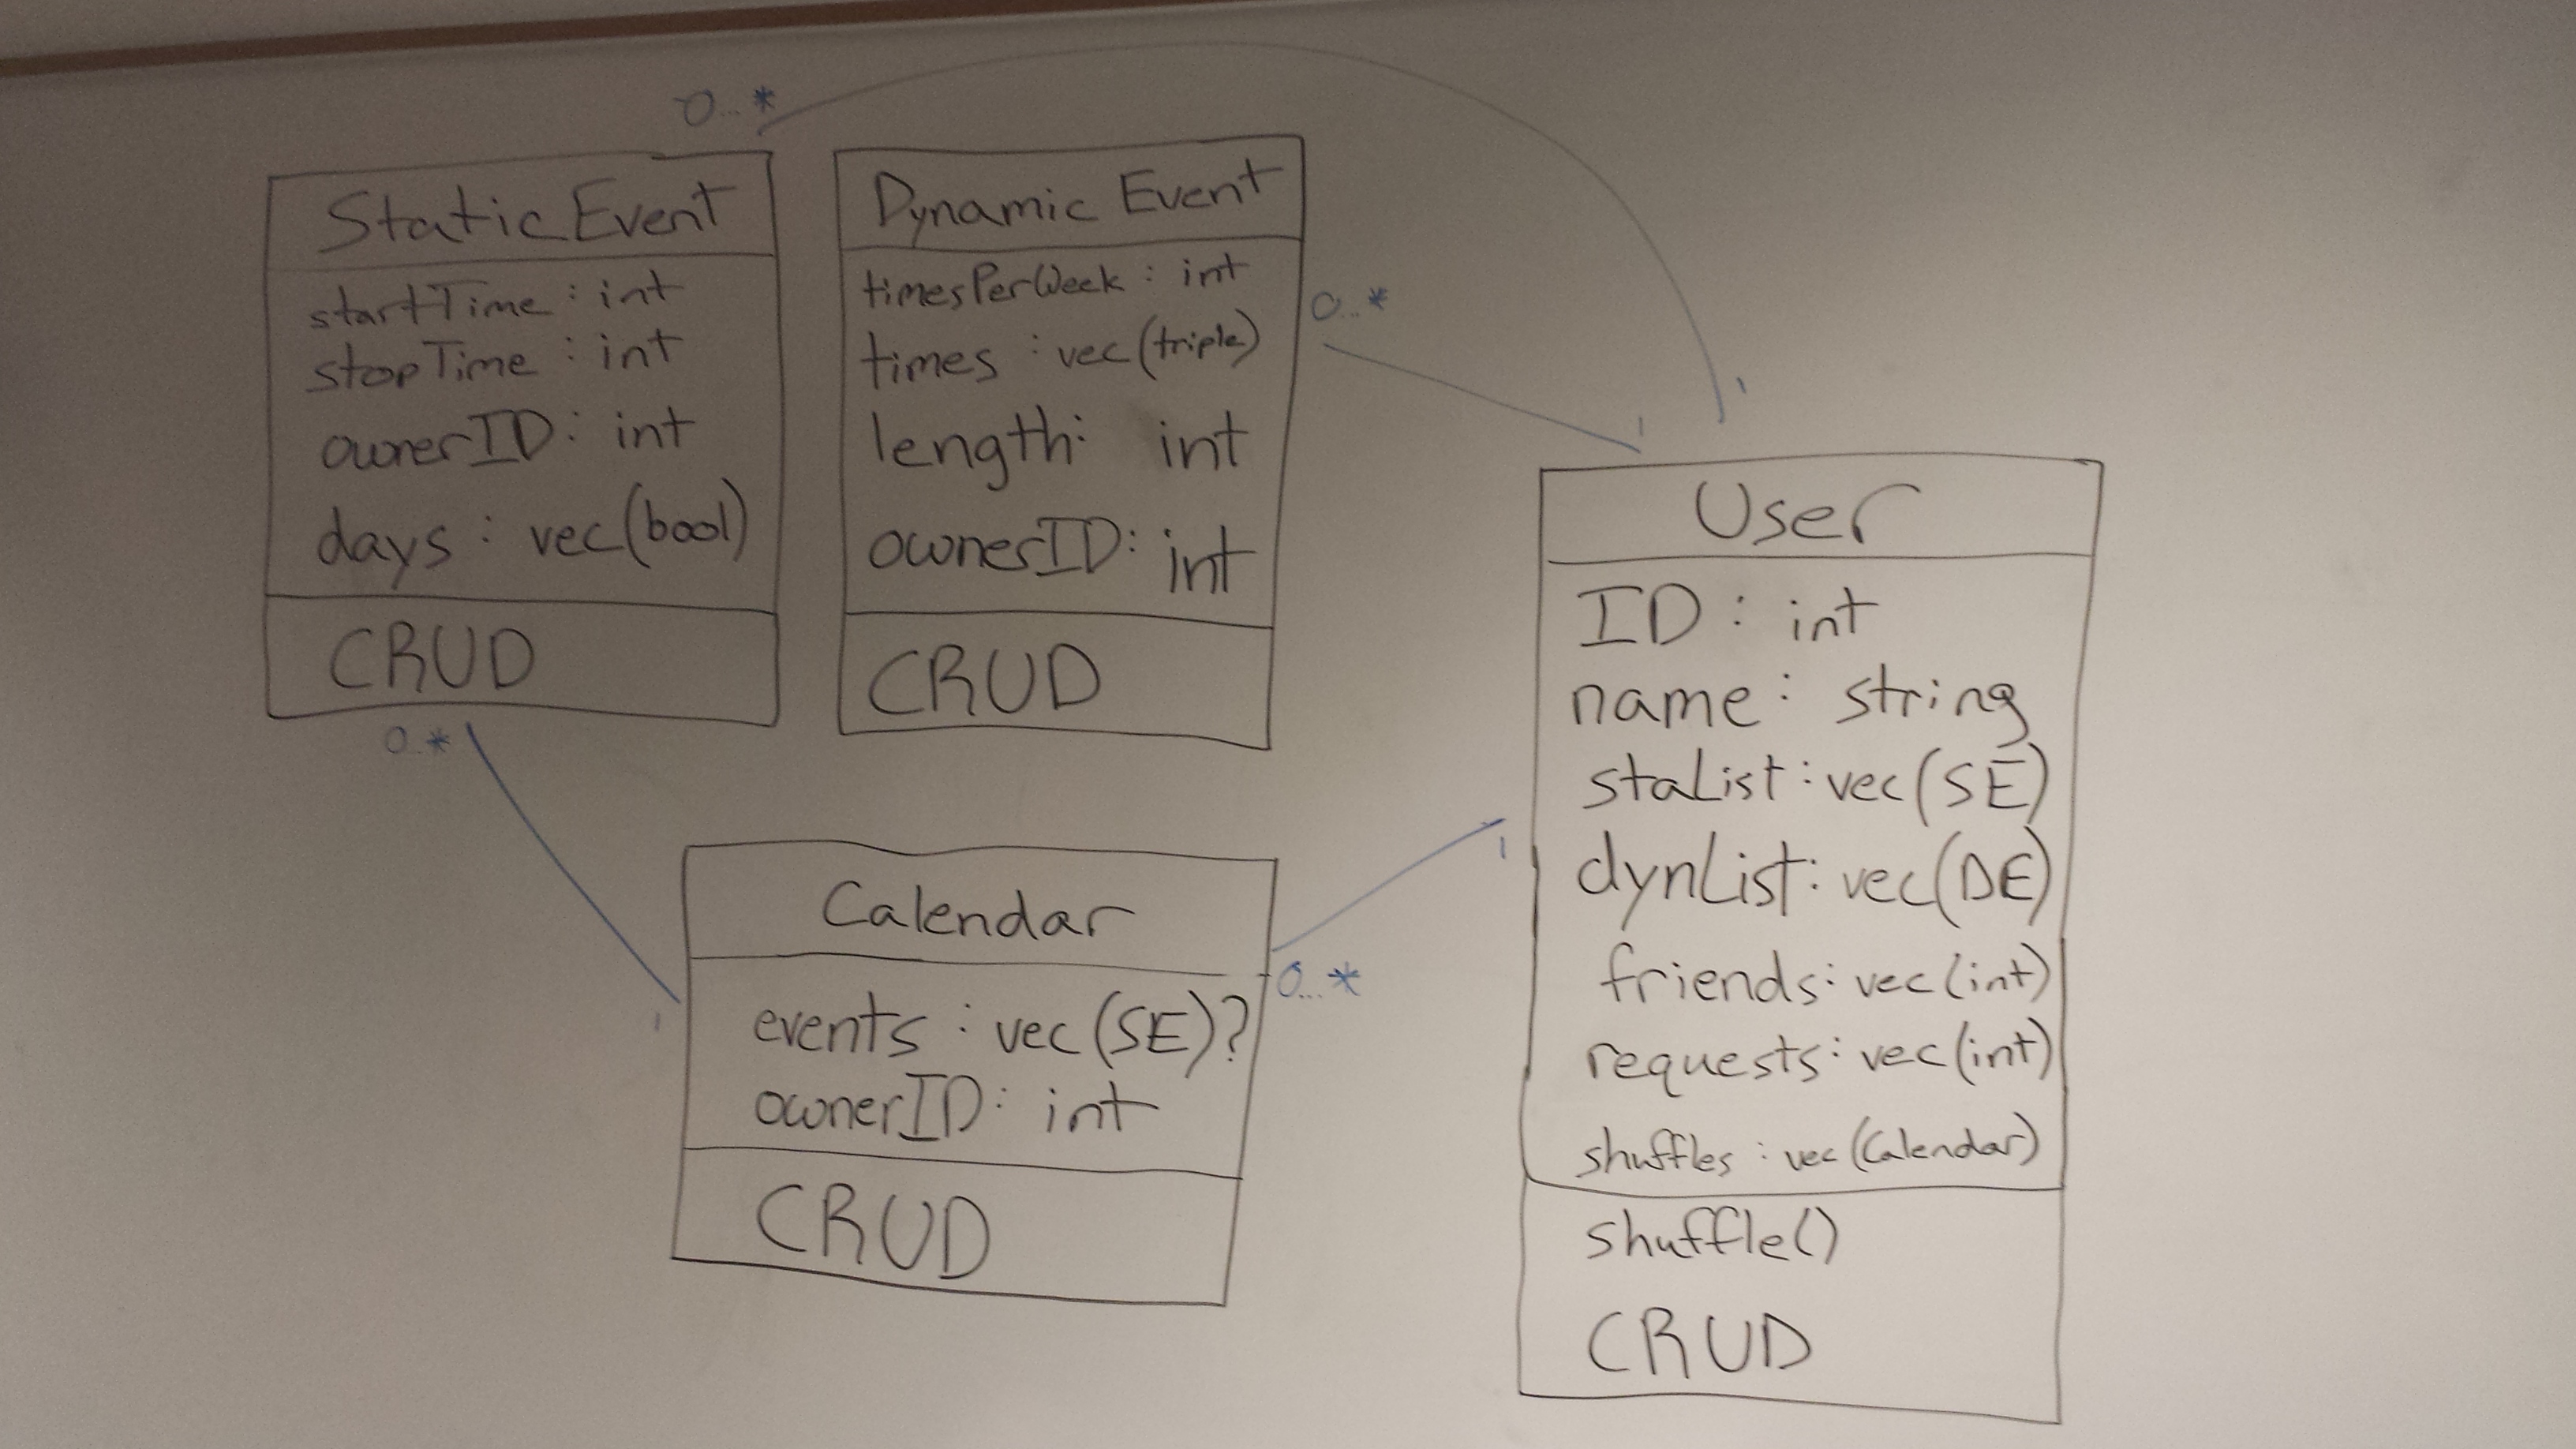 0...*
Static Event
startTime : int
stopTime : int
ownerID : int
days : vec(bool)
CRUD
0..*
Dynamic Event
timesPerWeek : int
times : vec(triple)
length: int
ownerID: int
CRUD
0...*
1
1
User
ID : int
name : string
staList : vec(SE)
dynList : vec(DE)
friends : vec(int)
requests : vec(int)
shuffles : vec(Calendar)
shuffle()
CRUD
1
Calendar
events : vec(SE)?
ownerID : int
CRUD
1
0...*